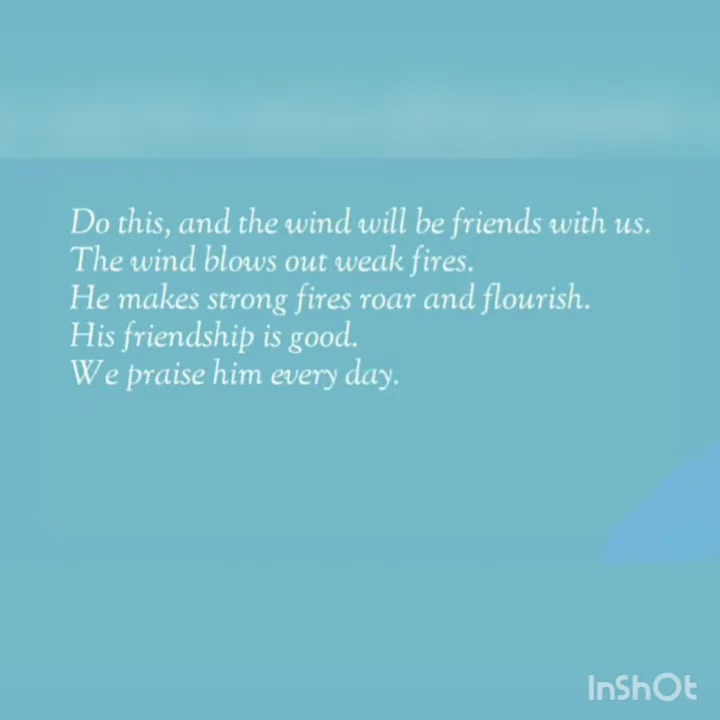 Do this, and the wind will be friends with us.
The wind blows out weak fires.
He makes strong fires roar and flourish.
His friendship is good.
We praise him every day.
InShOt